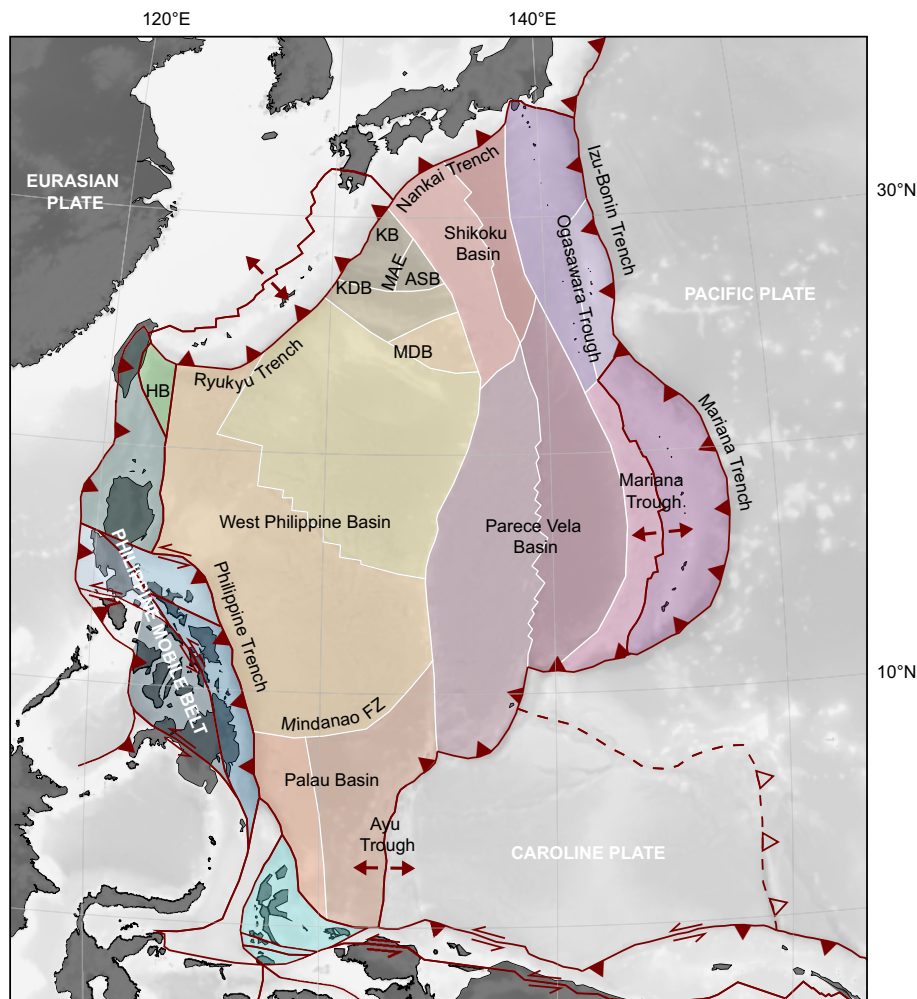 120°E
140°E
30°N
10°N
EURASIAN
PLATE
Nankai Trench
Izu-Bonin Trench
KB
MAE
ASB
KDB
Shikoku
Basin
Ogasawara Trough
PACIFIC PLATE
MDB
Ryukyu Trench
HB
Mariana Trench
Mariana
Trough
West Philippine Basin
Parece Vela
Basin
PHILIPPINE MOBILE BELT
Philippine Trench
Mindanao FZ
Palau Basin
Ayu
Trough
CAROLINE PLATE